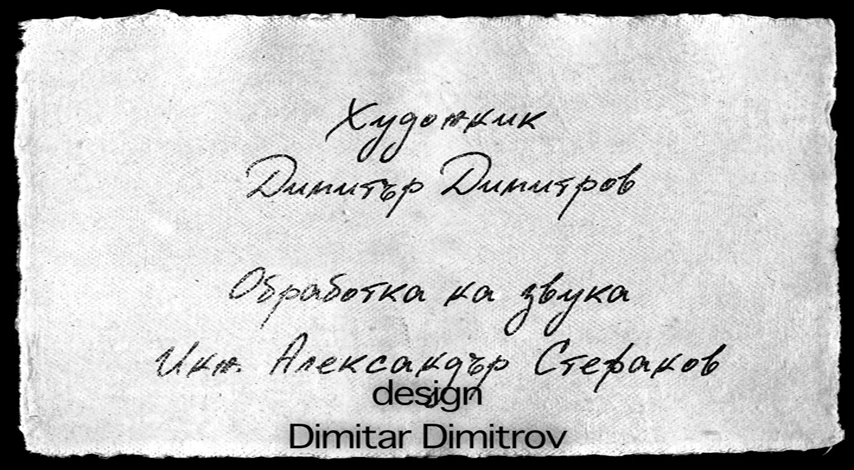 Художник
Димитър Димитров
Обработка на звука
Инж. Александър Стефанов
design
Dimitar Dimitrov